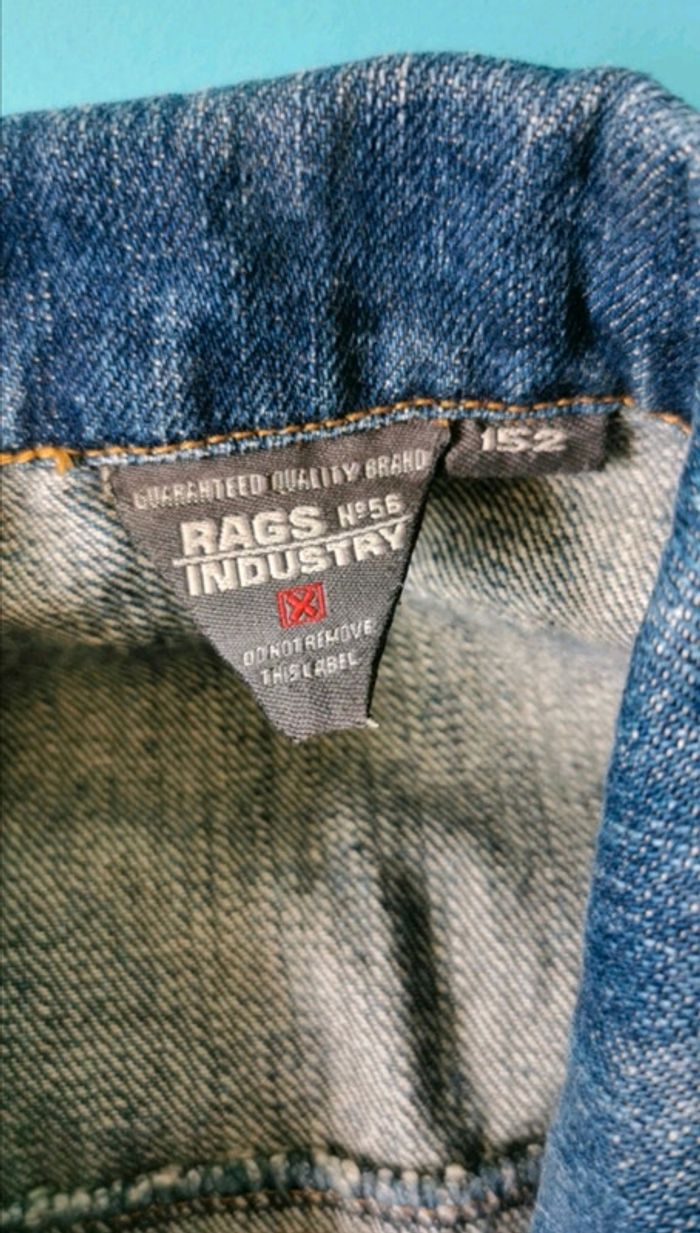 GUARANTEED QUALITY BRAND
RAGS Nº56
INDUSTRY
X
DO NOT REMOVE
THIS LABEL
152